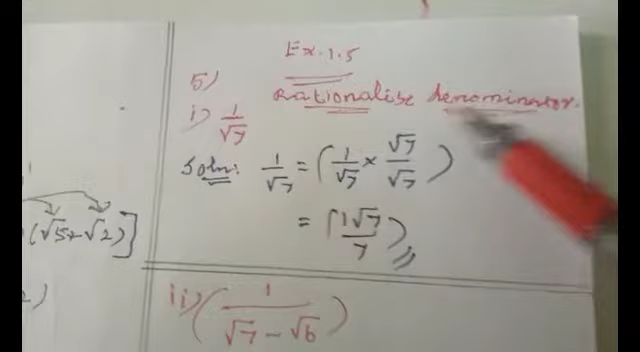 Ex.1.5
5)
Rationalise denominator.
i) 1/√7
Soln: 1/√7 = (1/√7 × √7/√7)
= (1√7/7)
(√5+√2)]
ii) (1/(√7 - √6))